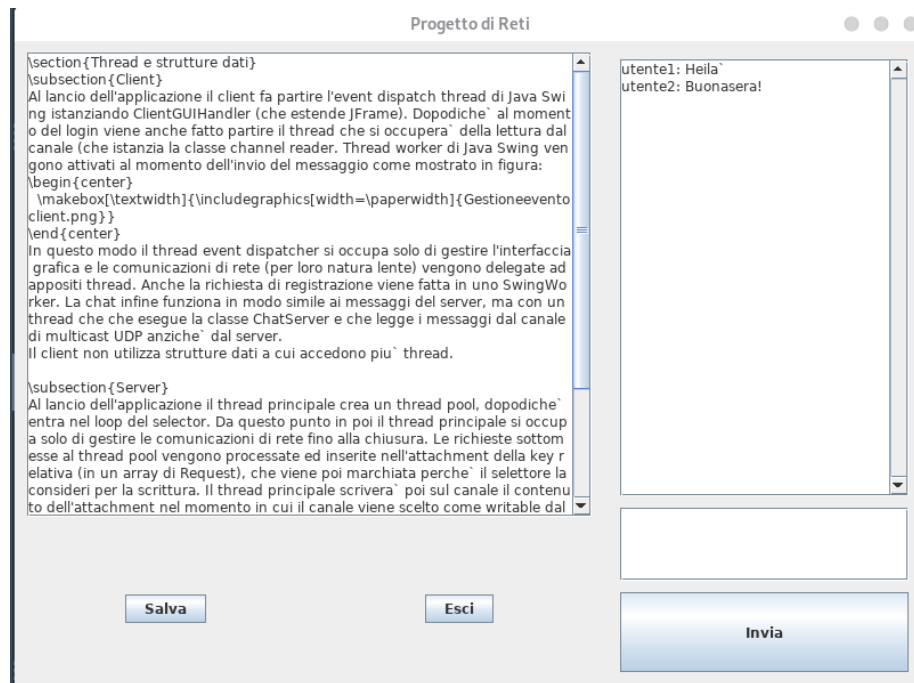 Progetto di Reti
\section{Thread e strutture dati}
\subsection{Client}
Al lancio dell'applicazione il client fa partire l'event dispatch thread di Java Swi
ng istanziando ClientGUIHandler (che estende JFrame). Dopodiche` al moment
o del login viene anche fatto partire il thread che si occupera` della lettura dal
canale (che istanzia la classe channel reader. Thread worker di Java Swing ven
gono attivati al momento dell'invio del messaggio come mostrato in figura:
\begin{center}
  \makebox[\textwidth]{\includegraphics[width=\paperwidth]{Gestioneevento
client.png}}
\end{center}
In questo modo il thread event dispatcher si occupa solo di gestire l'interfaccia
 grafica e le comunicazioni di rete (per loro natura lente) vengono delegate ad
appositi thread. Anche la richiesta di registrazione viene fatta in uno SwingWo
rker. La chat infine funziona in modo simile ai messaggi del server, ma con un
thread che che esegue la classe ChatServer e che legge i messaggi dal canale
di multicast UDP anziche` dal server.
Il client non utilizza strutture dati a cui accedono piu` thread.

\subsection{Server}
Al lancio dell'applicazione il thread principale crea un thread pool, dopodiche`
entra nel loop del selector. Da questo punto in poi il thread principale si occup
a solo di gestire le comunicazioni di rete fino alla chiusura. Le richieste sottom
esse al thread pool vengono processate ed inserite nell'attachment della key r
elativa (in un array di Request), che viene poi marchiata perche` il selettore la
consideri per la scrittura. Il thread principale scrivera` poi sul canale il contenu
to dell'attachment nel momento in cui il canale viene scelto come writable dal
utente1: Heila`
utente2: Buonasera!
Salva
Esci
Invia